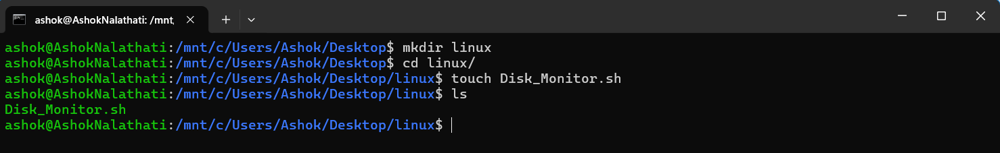 ashok@AshokNalathati: /mnt,
ashok@AshokNalathati:/mnt/c/Users/Ashok/Desktop$ mkdir linux
ashok@AshokNalathati:/mnt/c/Users/Ashok/Desktop$ cd linux/
ashok@AshokNalathati:/mnt/c/Users/Ashok/Desktop/linux$ touch Disk_Monitor.sh
ashok@AshokNalathati:/mnt/c/Users/Ashok/Desktop/linux$ ls
Disk_Monitor.sh
ashok@AshokNalathati:/mnt/c/Users/Ashok/Desktop/linux$